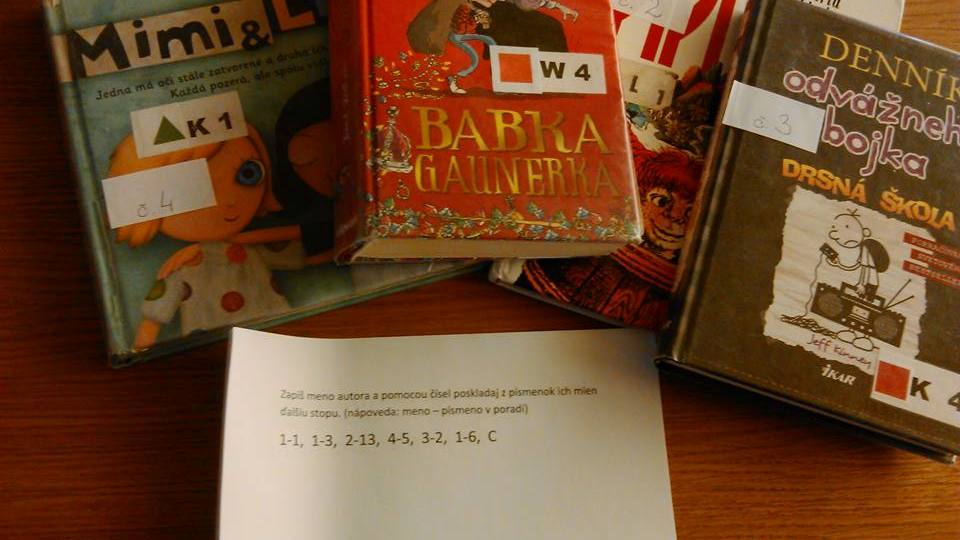 Mimi & L
Jedna má oči stále zatvorené a druhá
Každá pozerá, ale spolu
K 1
č. 4
W 4
BABKA
GAUNERKA
č. 2
L 1
DENNÍK
odvážneh
bojka
č. 3
DRSNÁ ŠKOLA
Jeff Kinney
IKAR
K 4
Zapíš meno autora a pomocou čísel poskladaj z písmenok ich mien
ďalšiu stopu. (nápoveda: meno – písmeno v poradí)
1-1, 1-3, 2-13, 4-5, 3-2, 1-6, C